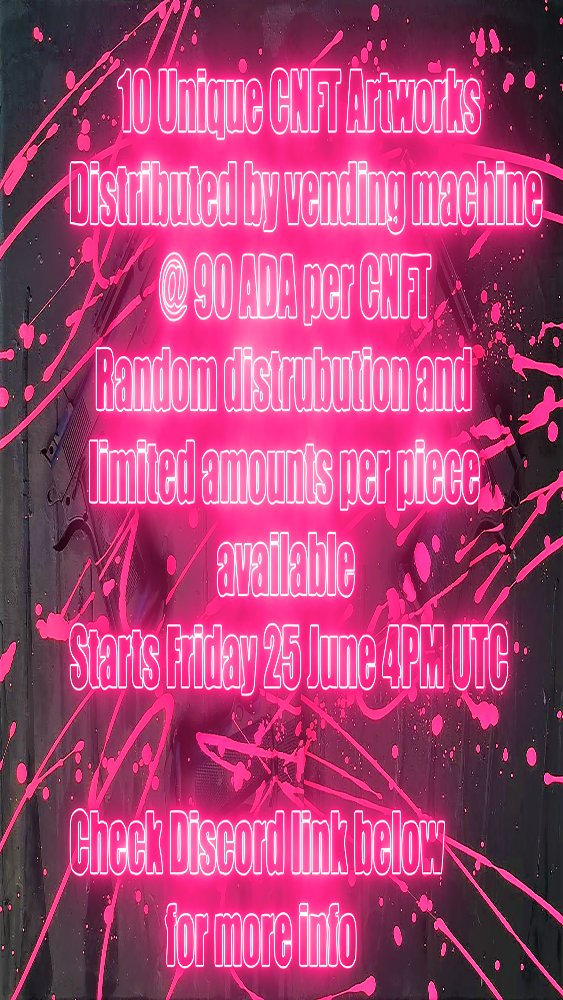 10 Unique CNFT Artworks
Distributed by vending machine
@ 90 ADA per CNFT
Random distrubution and
limited amounts per piece
available
Starts Friday 25 June 4PM UTC
Check Discord link below
for more info